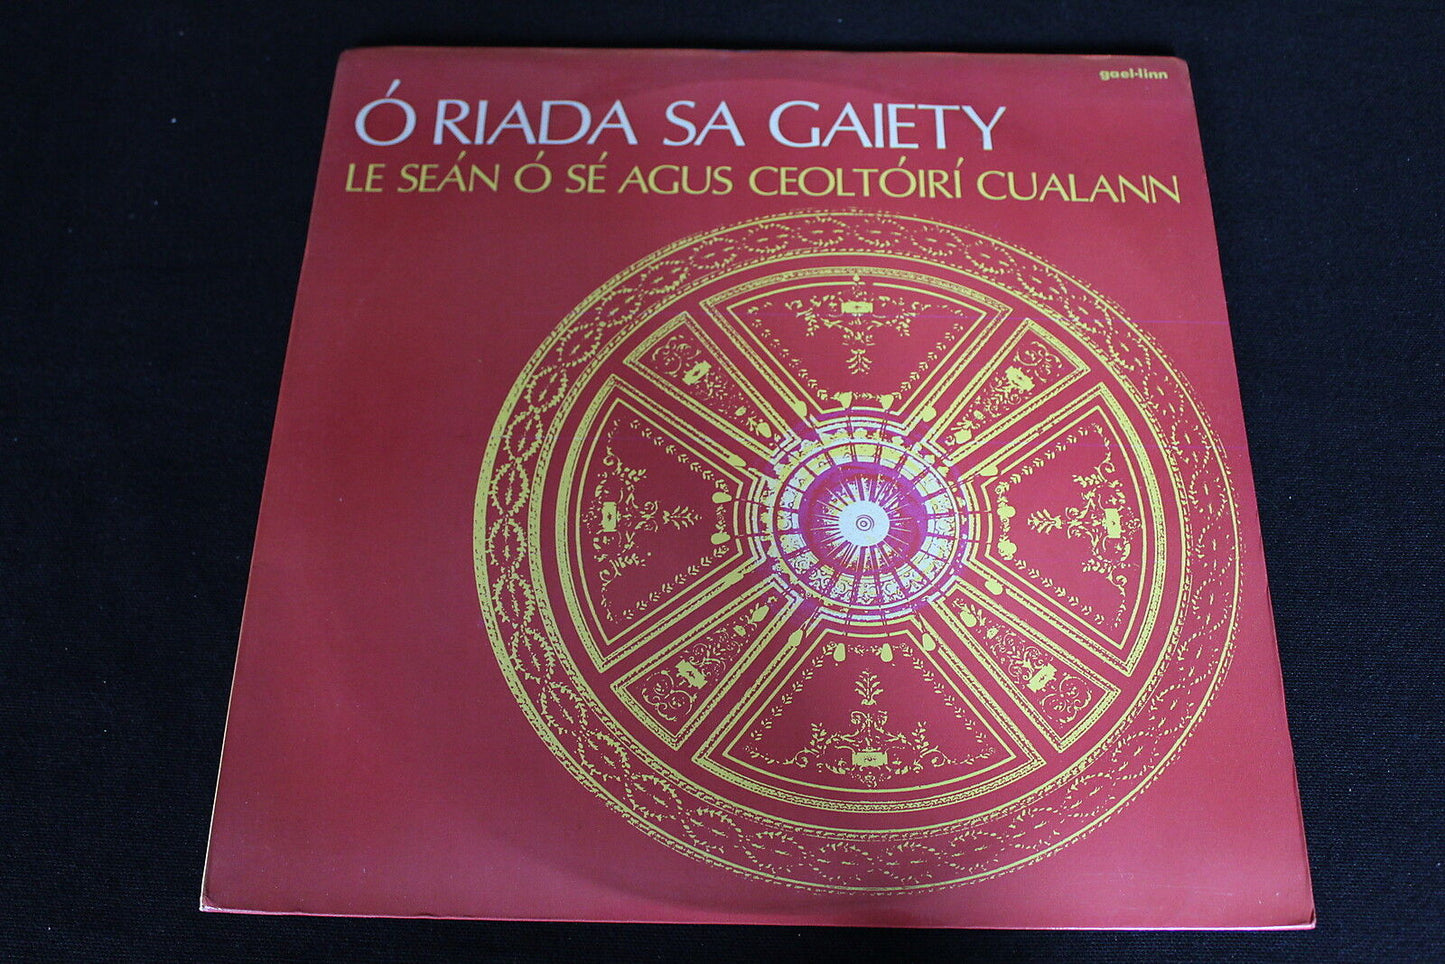 gael-linn
Ó RIADA SA GAIETY
LE SEÁN Ó SÉ AGUS CEOLTÓIRÍ CUALANN